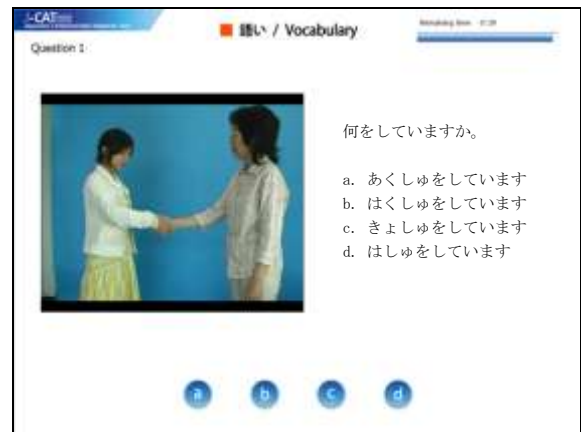 J-CAT
語い / Vocabulary
Remaining time
Question 1
何をしていますか。
a. あくしゅをしています
b. はくしゅをしています
c. きょしゅをしています
d. はしゅをしています
a b c d